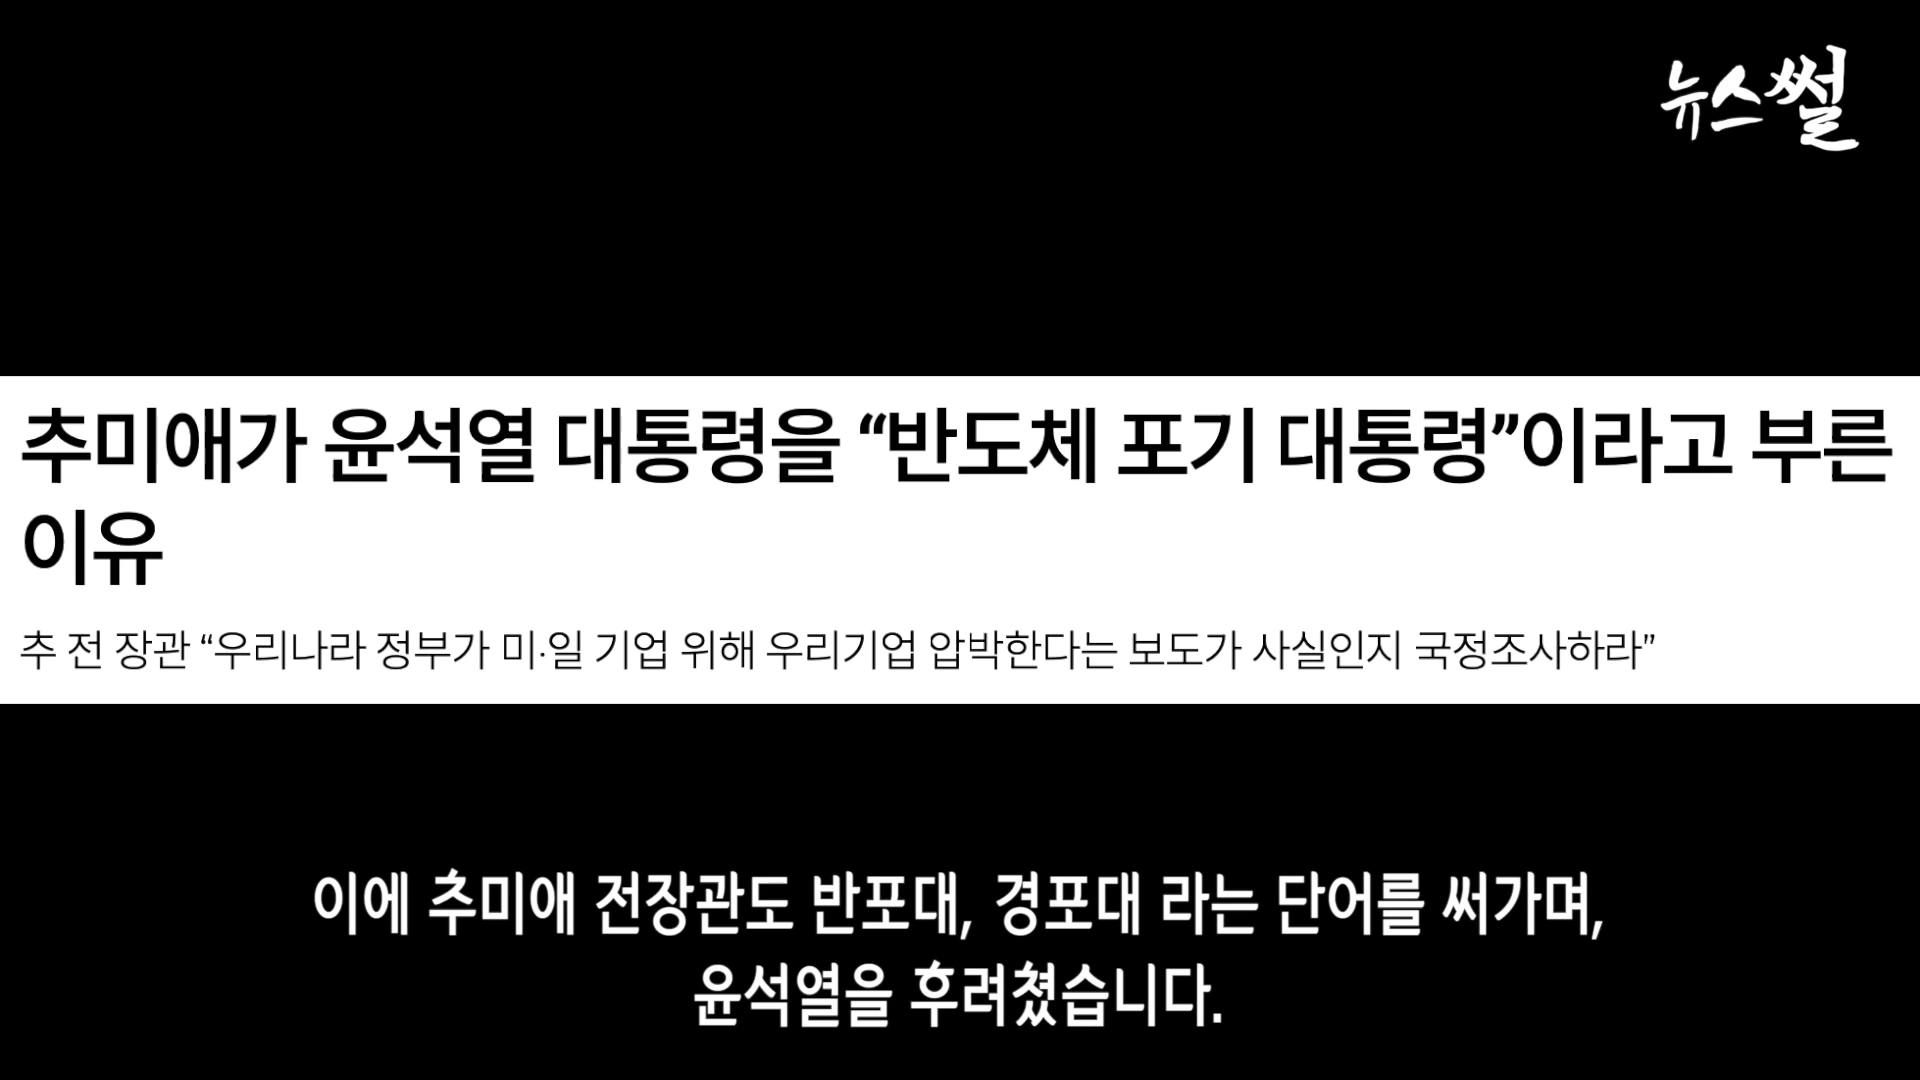 뉴스썰
추미애가 윤석열 대통령을 “반도체 포기 대통령”이라고 부른
이유
추 전 장관 “우리나라 정부가 미·일 기업 위해 우리기업 압박한다는 보도가 사실인지 국정조사하라”
이에 추미애 전장관도 반포대, 경포대 라는 단어를 써가며,
윤석열을 후려쳤습니다.